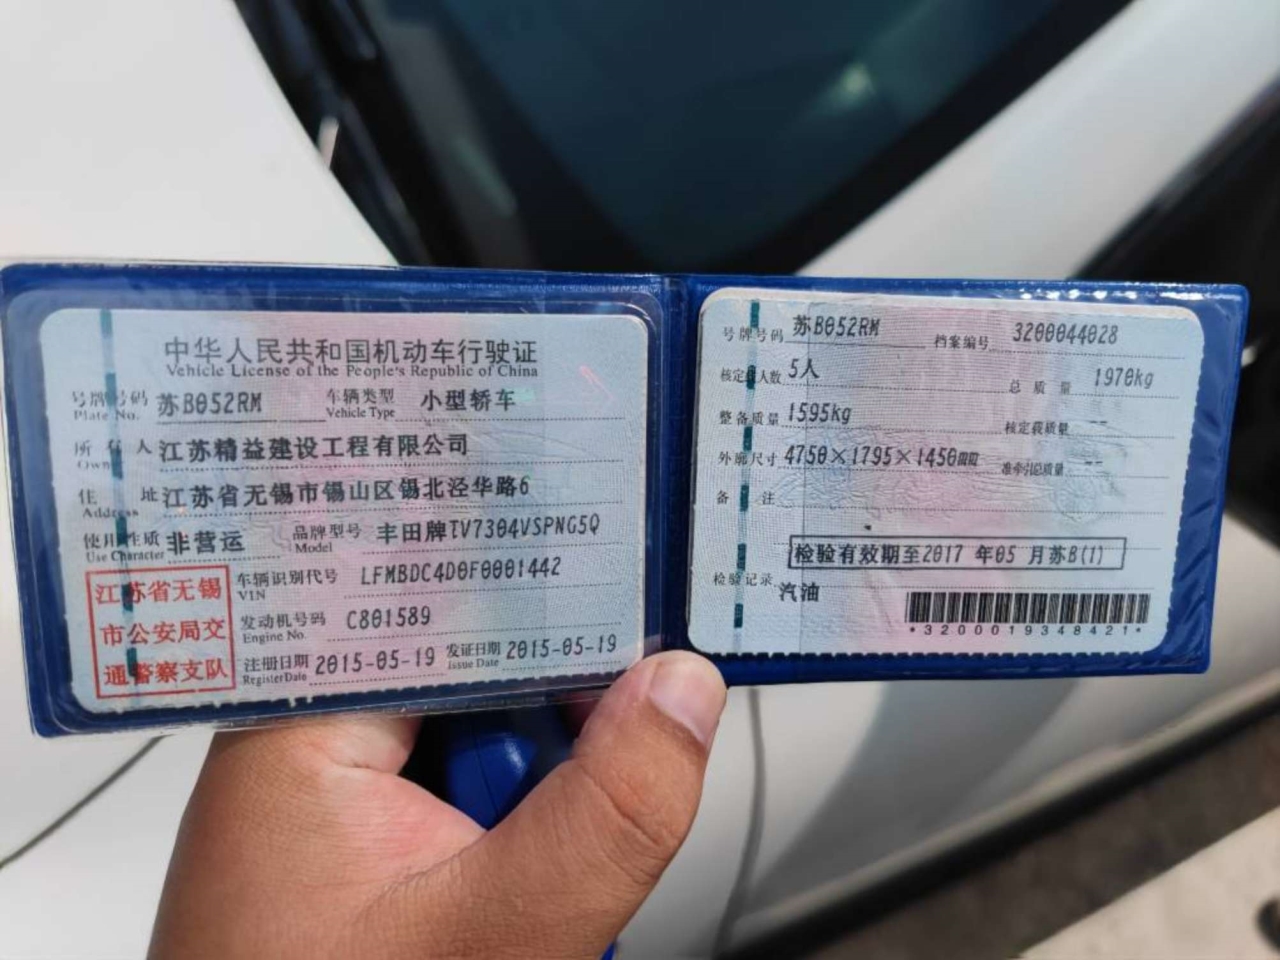 中华人民共和国机动车行驶证
Vehicle License of the People's Republic of China
号牌号码 苏B052RM 车辆类型 小型轿车
Plate No. Vehicle Type
所有人 江苏精益建设工程有限公司
Owner
住址 江苏省无锡市锡山区锡北泾华路6
Address
使用性质 非营运 品牌型号 丰田牌TV7304VSPNG5Q
Use Character Model
江苏省无锡
市公安局交
通警察支队
车辆识别代号 LFMBDC4D0F0001442
VIN
发动机号码 C801589
Engine No.
注册日期 2015-05-19 发证日期 2015-05-19
Register Date Issue Date
号牌号码 苏B052RM 档案编号 3200044028
核定载人数 5人 总质量 1970kg
整备质量 1595kg 核定载质量 --
外廓尺寸 4750×1795×1450mm 准牵引总质量 --
备注
检验有效期至2017 年05 月苏B(1)
检验记录
汽油
*3200019348421*